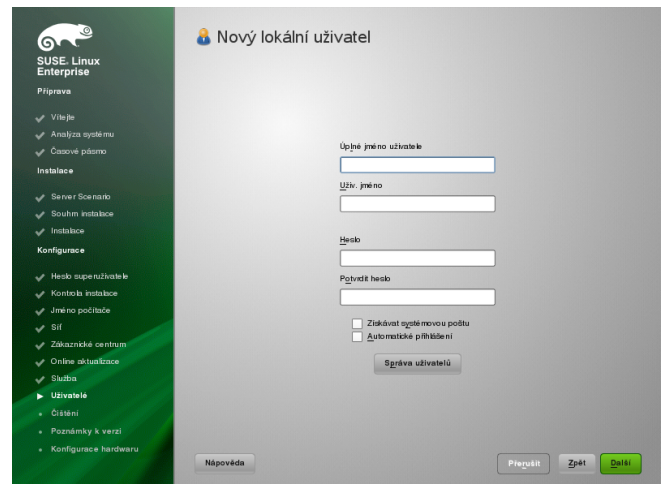 SUSE. Linux
Enterprise
Příprava
Vítejte
Analýza systému
Časové pásmo
Instalace
Server Scenario
Souhrn instalace
Instalace
Konfigurace
Heslo superuživatele
Kontrola instalace
Jméno počítače
Síť
Zákaznické centrum
Online aktualizace
Služba
Uživatelé
Čištění
Poznámky k verzi
Konfigurace hardwaru
Nový lokální uživatel
Úplné jméno uživatele
Uživ. jméno
Heslo
Potvrdit heslo
Získávat systémovou poštu
Automatické přihlášení
Správa uživatelů
Nápověda
Přerušit
Zpět
Další